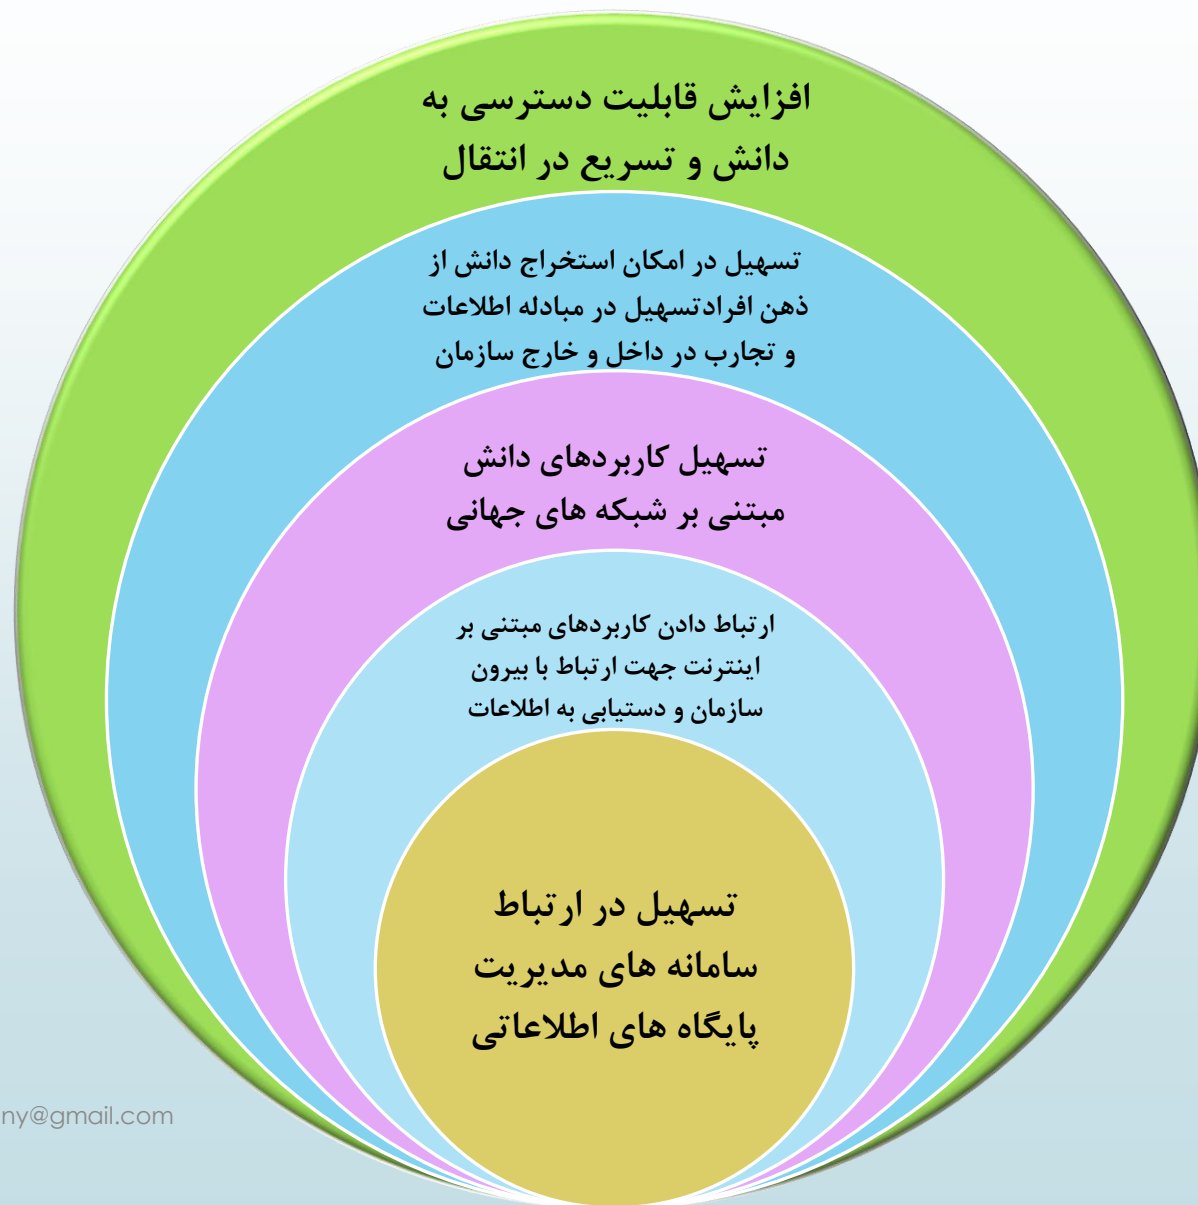 افزایش قابلیت دسترسی به
دانش و تسریع در انتقال
تسهیل در امکان استخراج دانش از
ذهن افرادتسهیل در مبادله اطلاعات
و تجارب در داخل و خارج سازمان
تسهیل کاربردهای دانش
مبتنی بر شبکه های جهانی
ارتباط دادن کاربردهای مبتنی بر
اینترنت جهت ارتباط با بیرون
سازمان و دستیابی به اطلاعات
تسهیل در ارتباط
سامانه های مدیریت
پایگاه های اطلاعاتی
ny@gmail.com